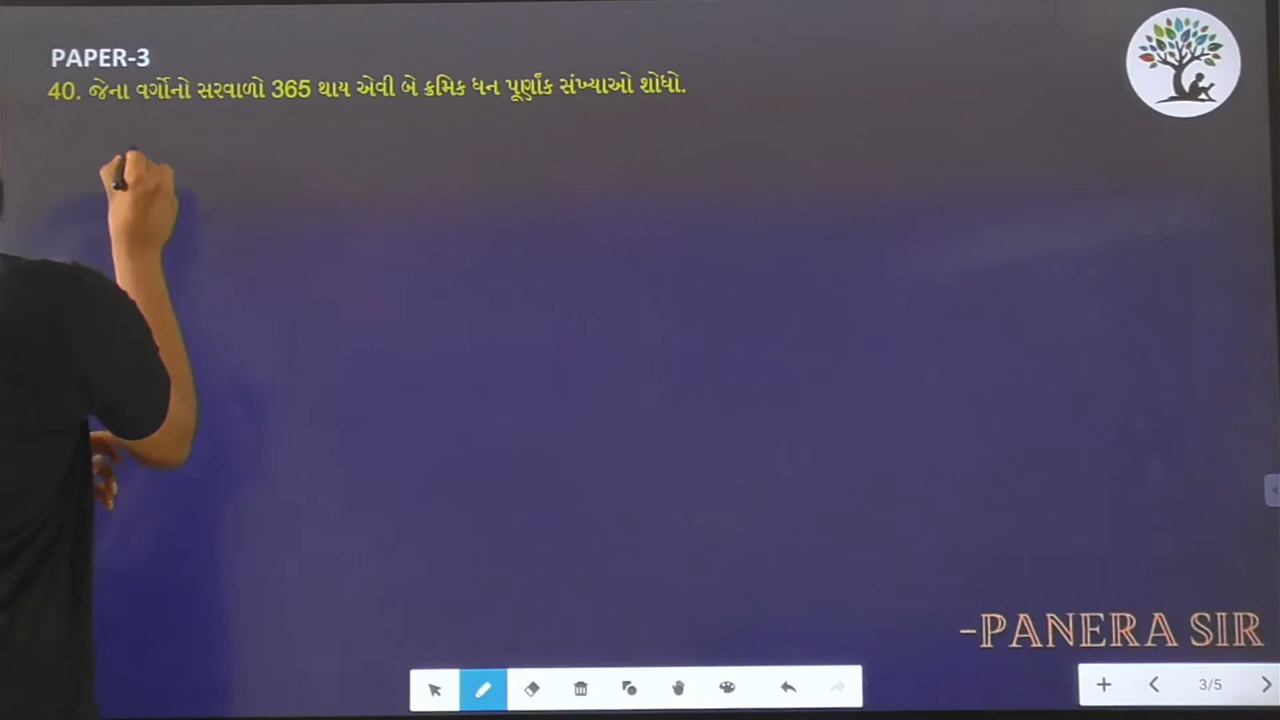 PAPER-3
40. જેના વર્ગોનો સરવાળો 365 થાય એવી બે ક્રમિક ધન પૂર્ણાંક સંખ્યાઓ શોધો.
-PANERA SIR
3/5